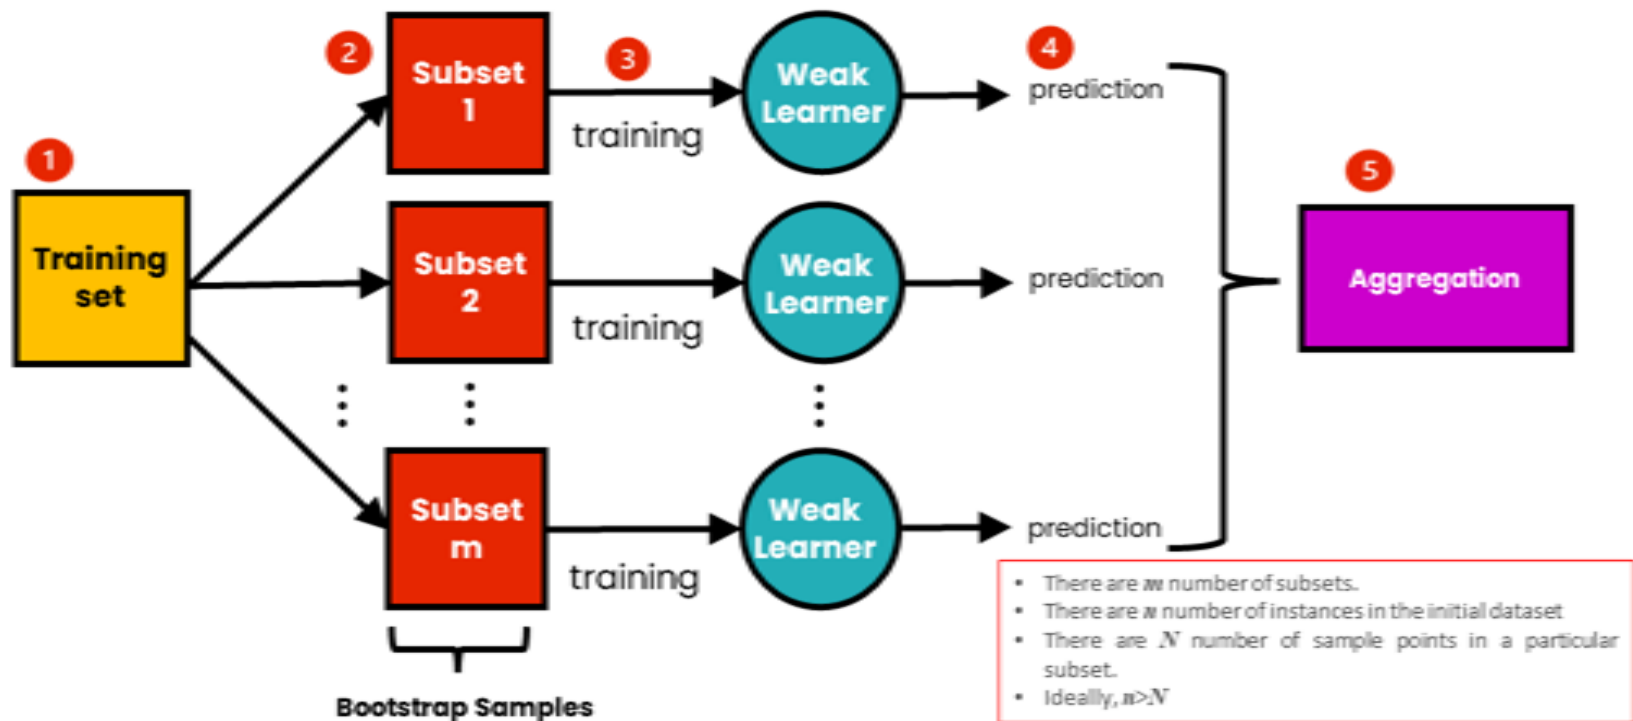 1
Training
set
2
Subset
1
3
training
Weak
Learner
4
prediction
Subset
2
training
Weak
Learner
prediction
Subset
m
training
Weak
Learner
prediction
Bootstrap Samples
5
Aggregation
• There are m number of subsets.
• There are n number of instances in the initial dataset
• There are N number of sample points in a particular
subset.
• Ideally, n>N